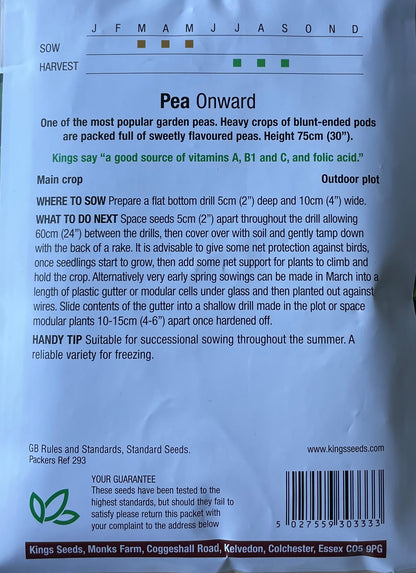 J F M A M J J A S O N D
SOW
HARVEST
Pea Onward
One of the most popular garden peas. Heavy crops of blunt-ended pods
are packed full of sweetly flavoured peas. Height 75cm (30”).
Kings say “a good source of vitamins A, B1 and C, and folic acid.”
Main crop Outdoor plot
WHERE TO SOW Prepare a flat bottom drill 5cm (2”) deep and 10cm (4”) wide.
WHAT TO DO NEXT Space seeds 5cm (2”) apart throughout the drill allowing
60cm (24”) between the drills, then cover over with soil and gently tamp down
with the back of a rake. It is advisable to give some net protection against birds,
once seedlings start to grow, then add some net support for plants to climb and
hold the crop. Alternatively very early spring sowings can be made in March into a
length of plastic gutter or modular cells under glass and then planted out against
wires. Slide contents of the gutter into a shallow drill made in the plot or space
modular plants 10-15cm (4-6”) apart once hardened off.
HANDY TIP Suitable for successional sowing throughout the summer. A
reliable variety for freezing.
GB Rules and Standards, Standard Seeds. www.kingsseeds.com
Packers Ref 293
YOUR GUARANTEE
These seeds have been tested to the
highest standards, but should they fail to
satisfy please return this packet with
your complaint to the address below
5 027559 303333
Kings Seeds, Monks Farm, Coggeshall Road, Kelvedon, Colchester, Essex CO5 9PG